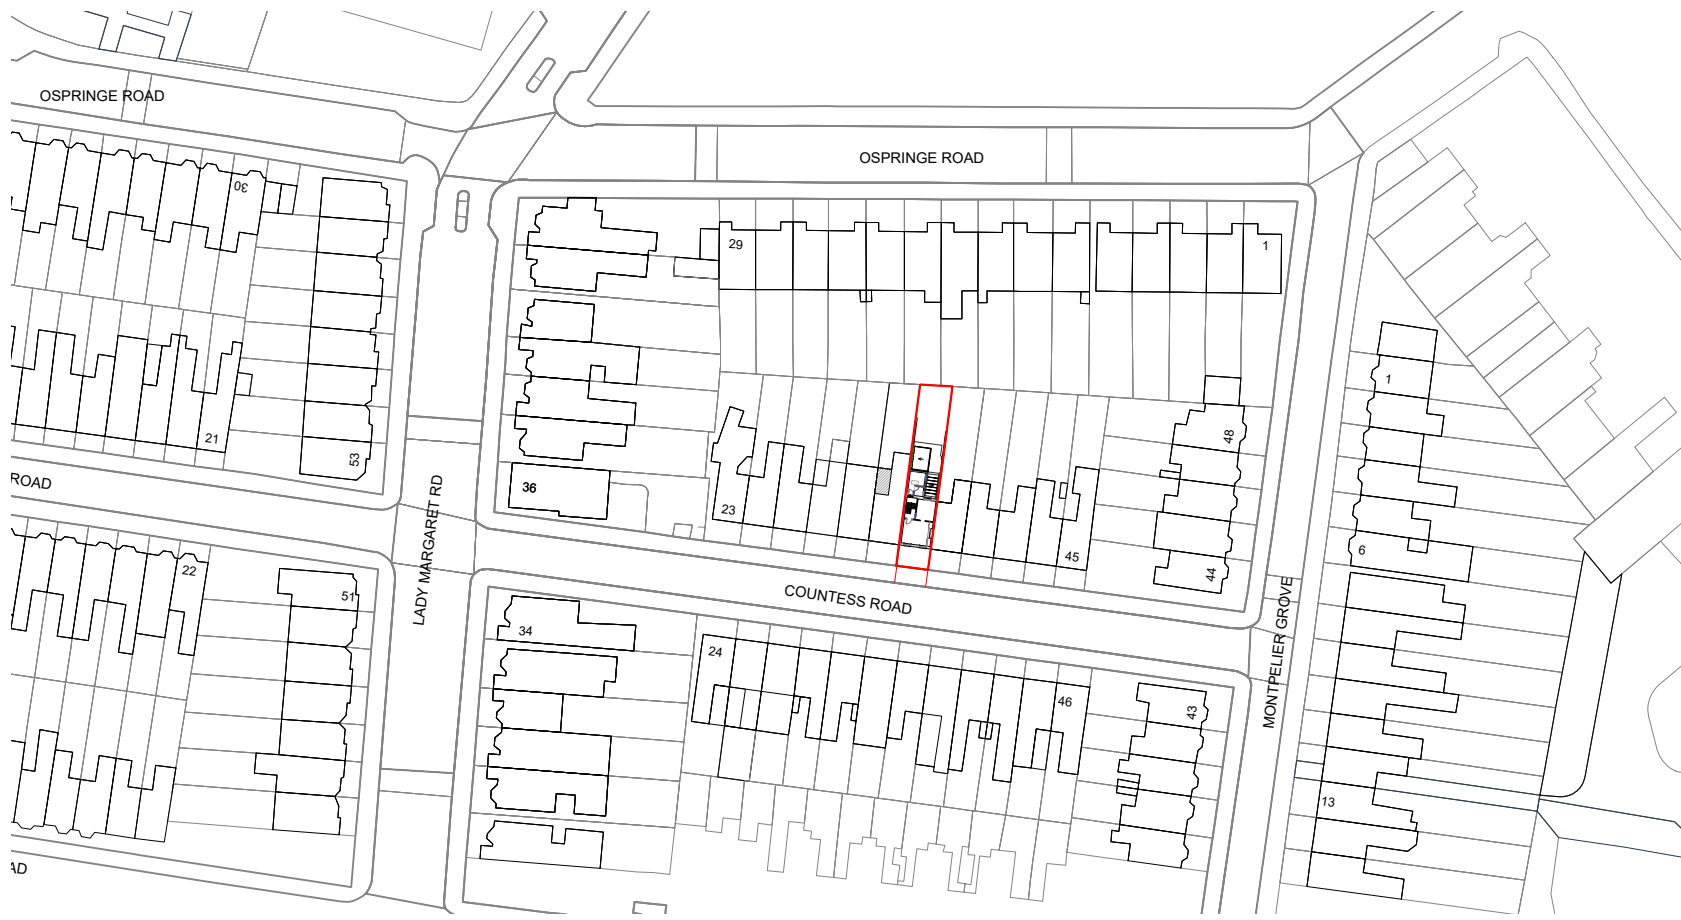 OSPRINGE ROAD
OSPRINGE ROAD
30
29
1
1
48
21
53
36
ROAD
LADY MARGARET RD
23
45
44
6
22
51
COUNTESS ROAD
MONTPELIER GROVE
34
24
46
43
13
AD